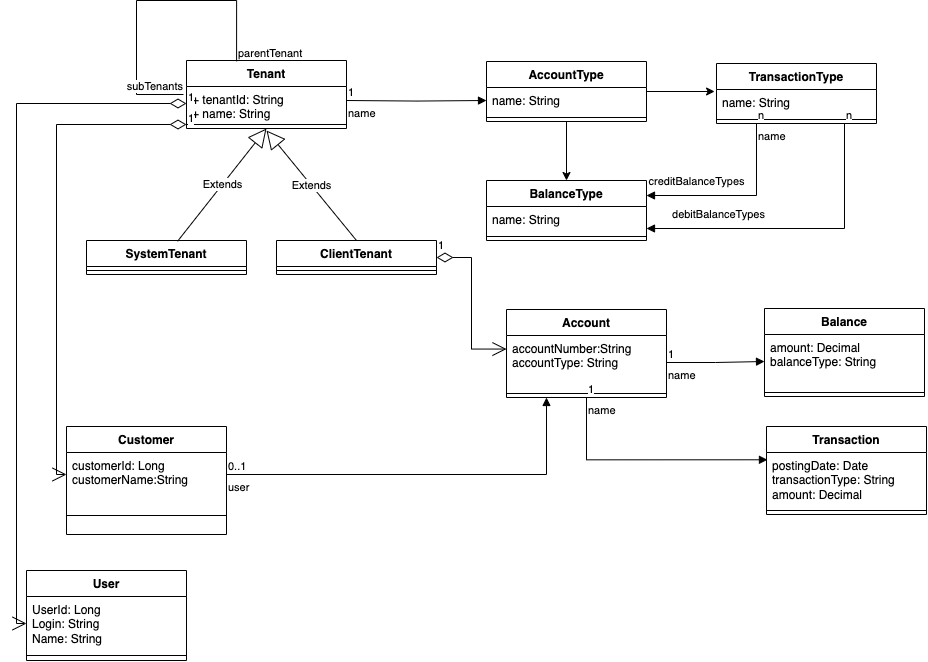 parentTenant
subTenants
Tenant
1
+ tenantId: String
1
+ name: String
1
name
AccountType
name: String
TransactionType
name: String
n
n
name
Extends
Extends
creditBalanceTypes
debitBalanceTypes
BalanceType
name: String
SystemTenant
ClientTenant
1
Account
accountNumber:String
accountType: String
1
1
name
name
Balance
amount: Decimal
balanceType: String
Customer
customerId: Long
customerName:String
0..1
user
Transaction
postingDate: Date
transactionType: String
amount: Decimal
User
UserId: Long
Login: String
Name: String